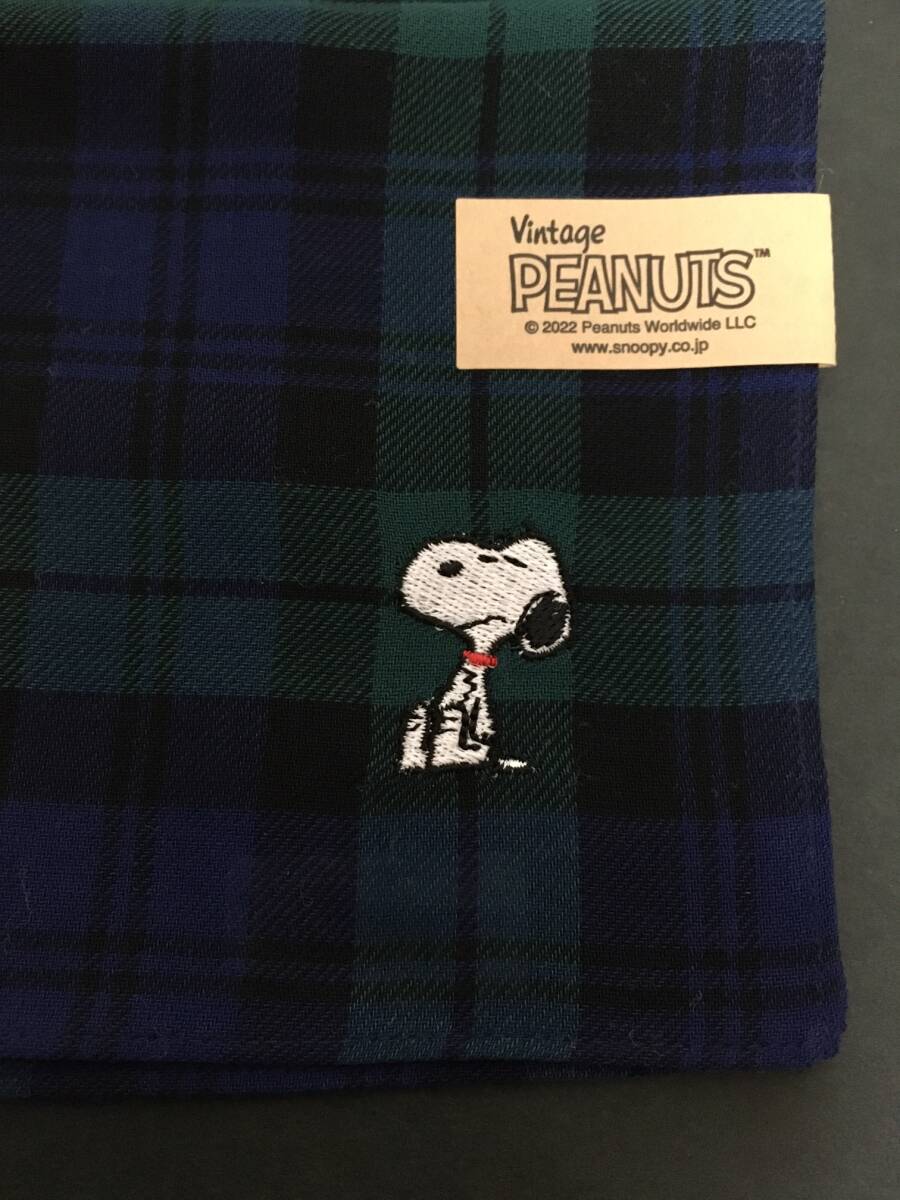 Vintage
PEANUTS™
© 2022 Peanuts Worldwide LLC
www.snoopy.co.jp